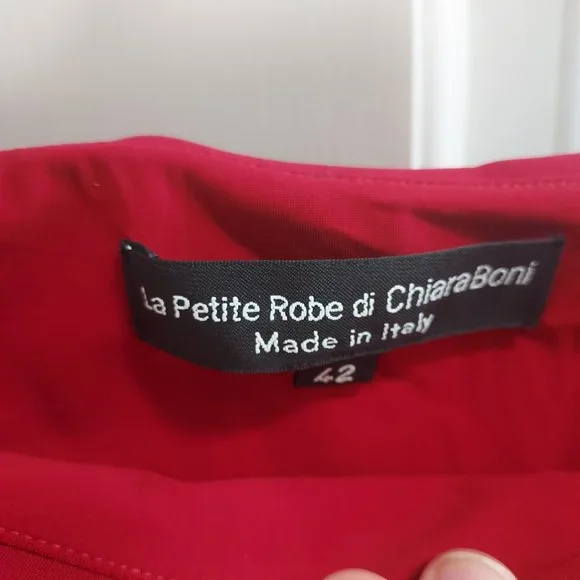 La Petite Robe di ChiaraBoni
Made in Italy
42